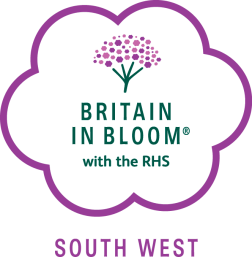 BRITAIN
IN BLOOM®
with the RHS
SOUTH WEST